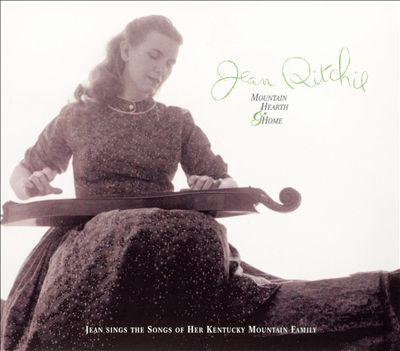 Jean Ritchie
MOUNTAIN
HEARTH
& HOME
JEAN SINGS THE SONGS OF HER KENTUCKY MOUNTAIN FAMILY